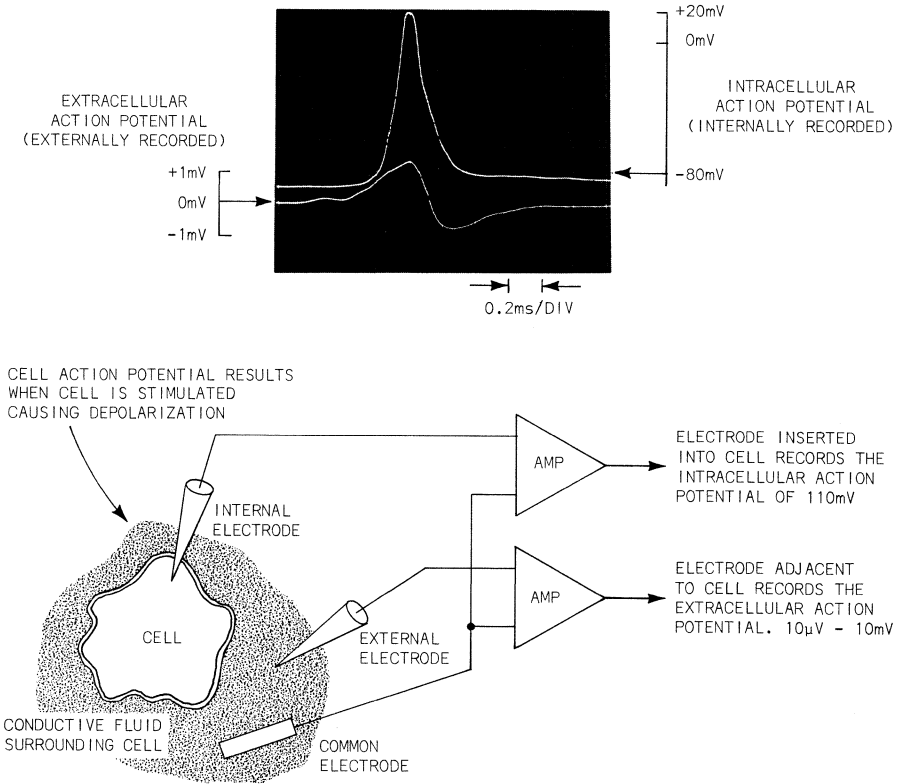 +20mV
0mV
EXTRACELLULAR
ACTION POTENTIAL
(EXTERNALLY RECORDED)
INTRACELLULAR
ACTION POTENTIAL
(INTERNALLY RECORDED)
+1mV
0mV
-1mV
-80mV
0.2ms/DIV
CELL ACTION POTENTIAL RESULTS
WHEN CELL IS STIMULATED
CAUSING DEPOLARIZATION
AMP
ELECTRODE INSERTED
INTO CELL RECORDS THE
INTRACELLULAR ACTION
POTENTIAL OF 110mV
INTERNAL
ELECTRODE
AMP
ELECTRODE ADJACENT
TO CELL RECORDS THE
EXTRACELLULAR ACTION
POTENTIAL. 10μV - 10mV
CELL
EXTERNAL
ELECTRODE
CONDUCTIVE FLUID
SURROUNDING CELL
COMMON
ELECTRODE